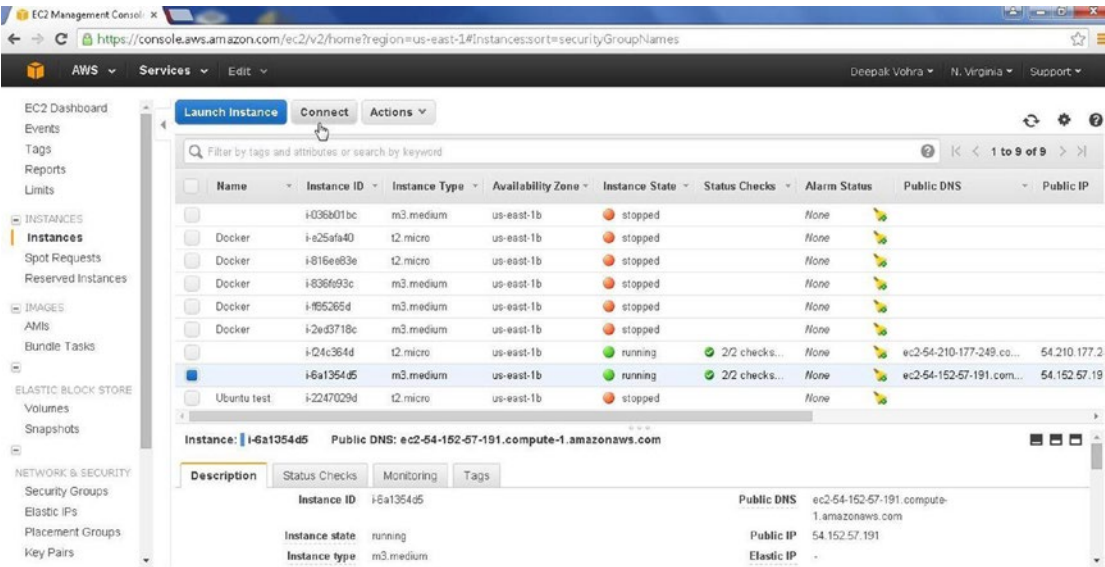 EC2 Management Consol
https://console.aws.amazon.com/ec2/v2/home?region=us-east-1#Instances:sort=securityGroupNames
AWS Services Edit Deepak Vohra N. Virginia Support
EC2 Dashboard
Events
Tags
Reports
Limits
INSTANCES
Instances
Spot Requests
Reserved Instances
IMAGES
AMIs
Bundle Tasks
ELASTIC BLOCK STORE
Volumes
Snapshots
NETWORK & SECURITY
Security Groups
Elastic IPs
Placement Groups
Key Pairs
Launch Instance Connect Actions
Filter by tags and attributes or search by keyword 1 to 9 of 9
Name Instance ID Instance Type Availability Zone Instance State Status Checks Alarm Status Public DNS Public IP
i-036b01bc m3.medium us-east-1b stopped None
Docker i-e25afa40 t2.micro us-east-1b stopped None
Docker i-816ee83e t2.micro us-east-1b stopped None
Docker i-836fe93c m3.medium us-east-1b stopped None
Docker i-ff85265d m3.medium us-east-1b stopped None
Docker i-2ed3718c m3.medium us-east-1b stopped None
i-f24c364d t2.micro us-east-1b running 2/2 checks... None ec2-54-210-177-249.co... 54.210.177.2
i-6a1354d5 m3.medium us-east-1b running 2/2 checks... None ec2-54-152-57-191.com... 54.152.57.19
Ubuntu test i-2247029d t2.micro us-east-1b stopped None
Instance: i-6a1354d5 Public DNS: ec2-54-152-57-191.compute-1.amazonaws.com
Description Status Checks Monitoring Tags
Instance ID i-6a1354d5 Public DNS ec2-54-152-57-191.compute-
1.amazonaws.com
Instance state running Public IP 54.152.57.191
Instance type m3.medium Elastic IP -